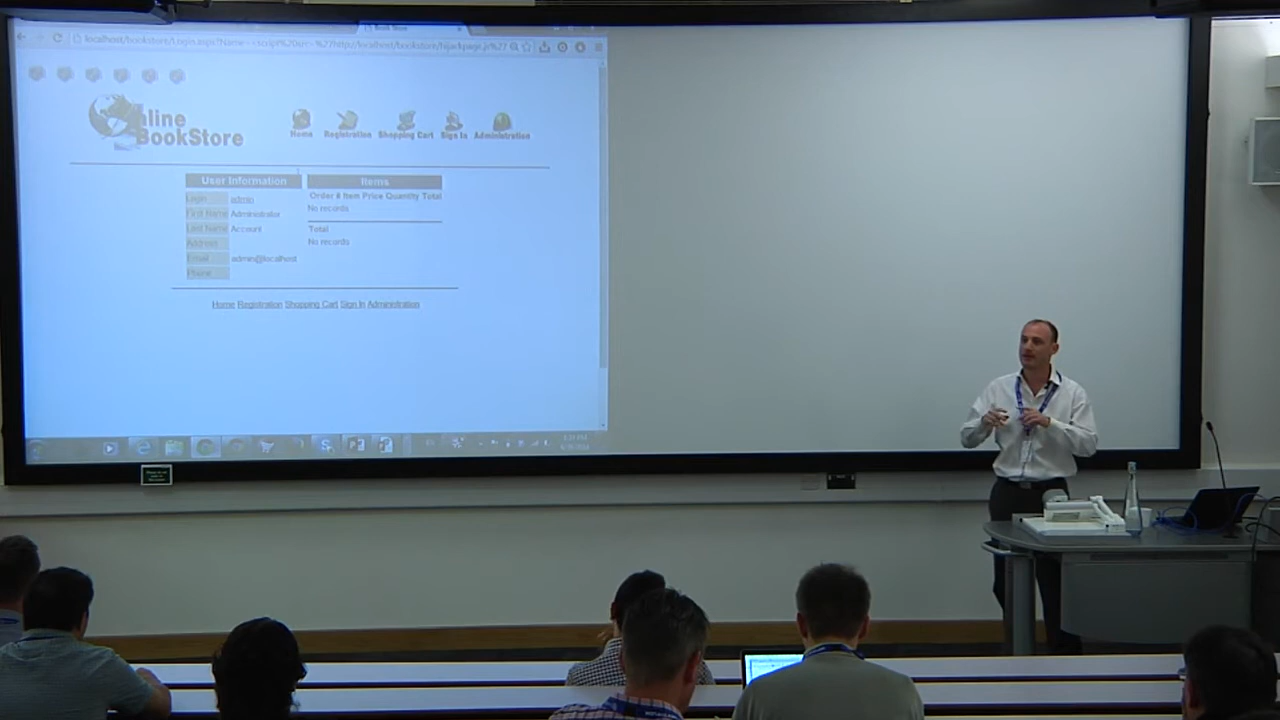 Book Store
localhost/bookstore/Login.aspx?Name=<script%20src=%27http://localhost/bookstore/hijackpage.js%27
nline
BookStore
Home Registration Shopping Cart Sign In Administration
User Information
Items
Login admin
Order # Item Price Quantity Total
First Name Administrator
No records
Last Name Account
Total
Address
No records
Email admin@localhost
Phone
Home Registration Shopping Cart Sign In Administration